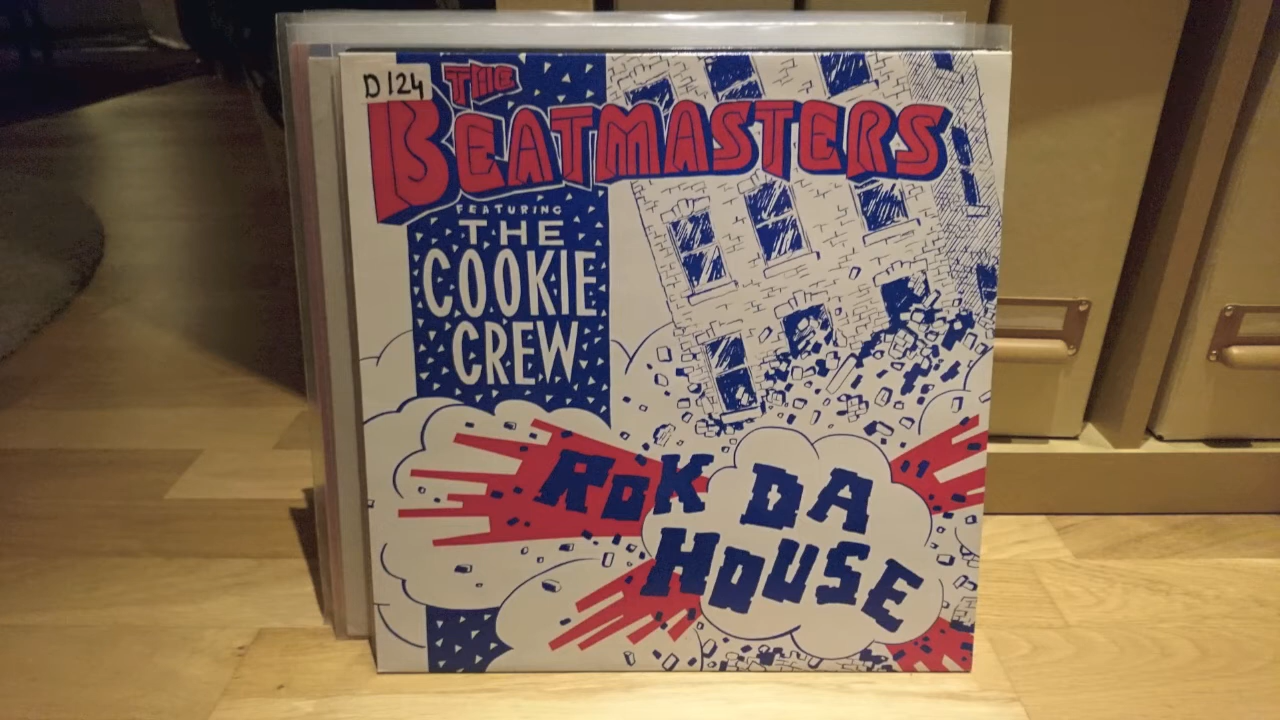 D124
THE
BEATMASTERS
FEATURING
THE
COOKIE
CREW
ROK DA
HOUSE